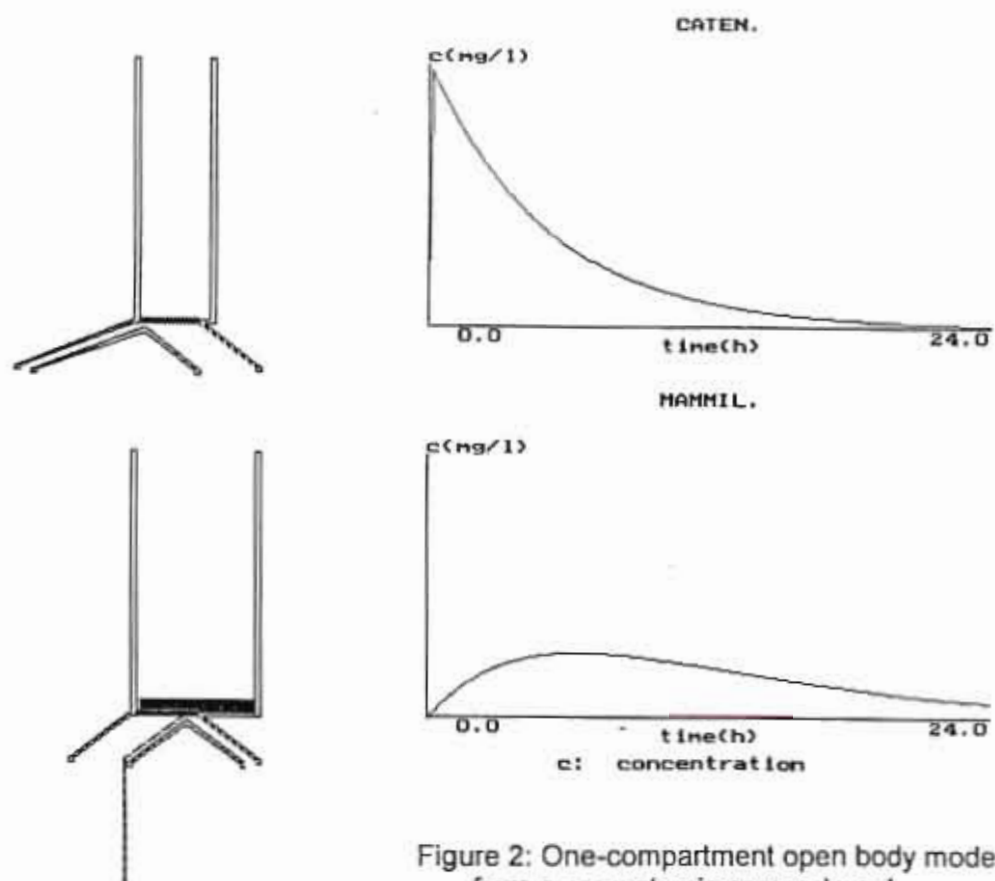 CATEN.
c(mg/l)
0.0
time(h)
24.0
MAMMIL.
c(mg/l)
0.0
time(h)
24.0
c: concentration
Figure 2: One-compartment open body mode